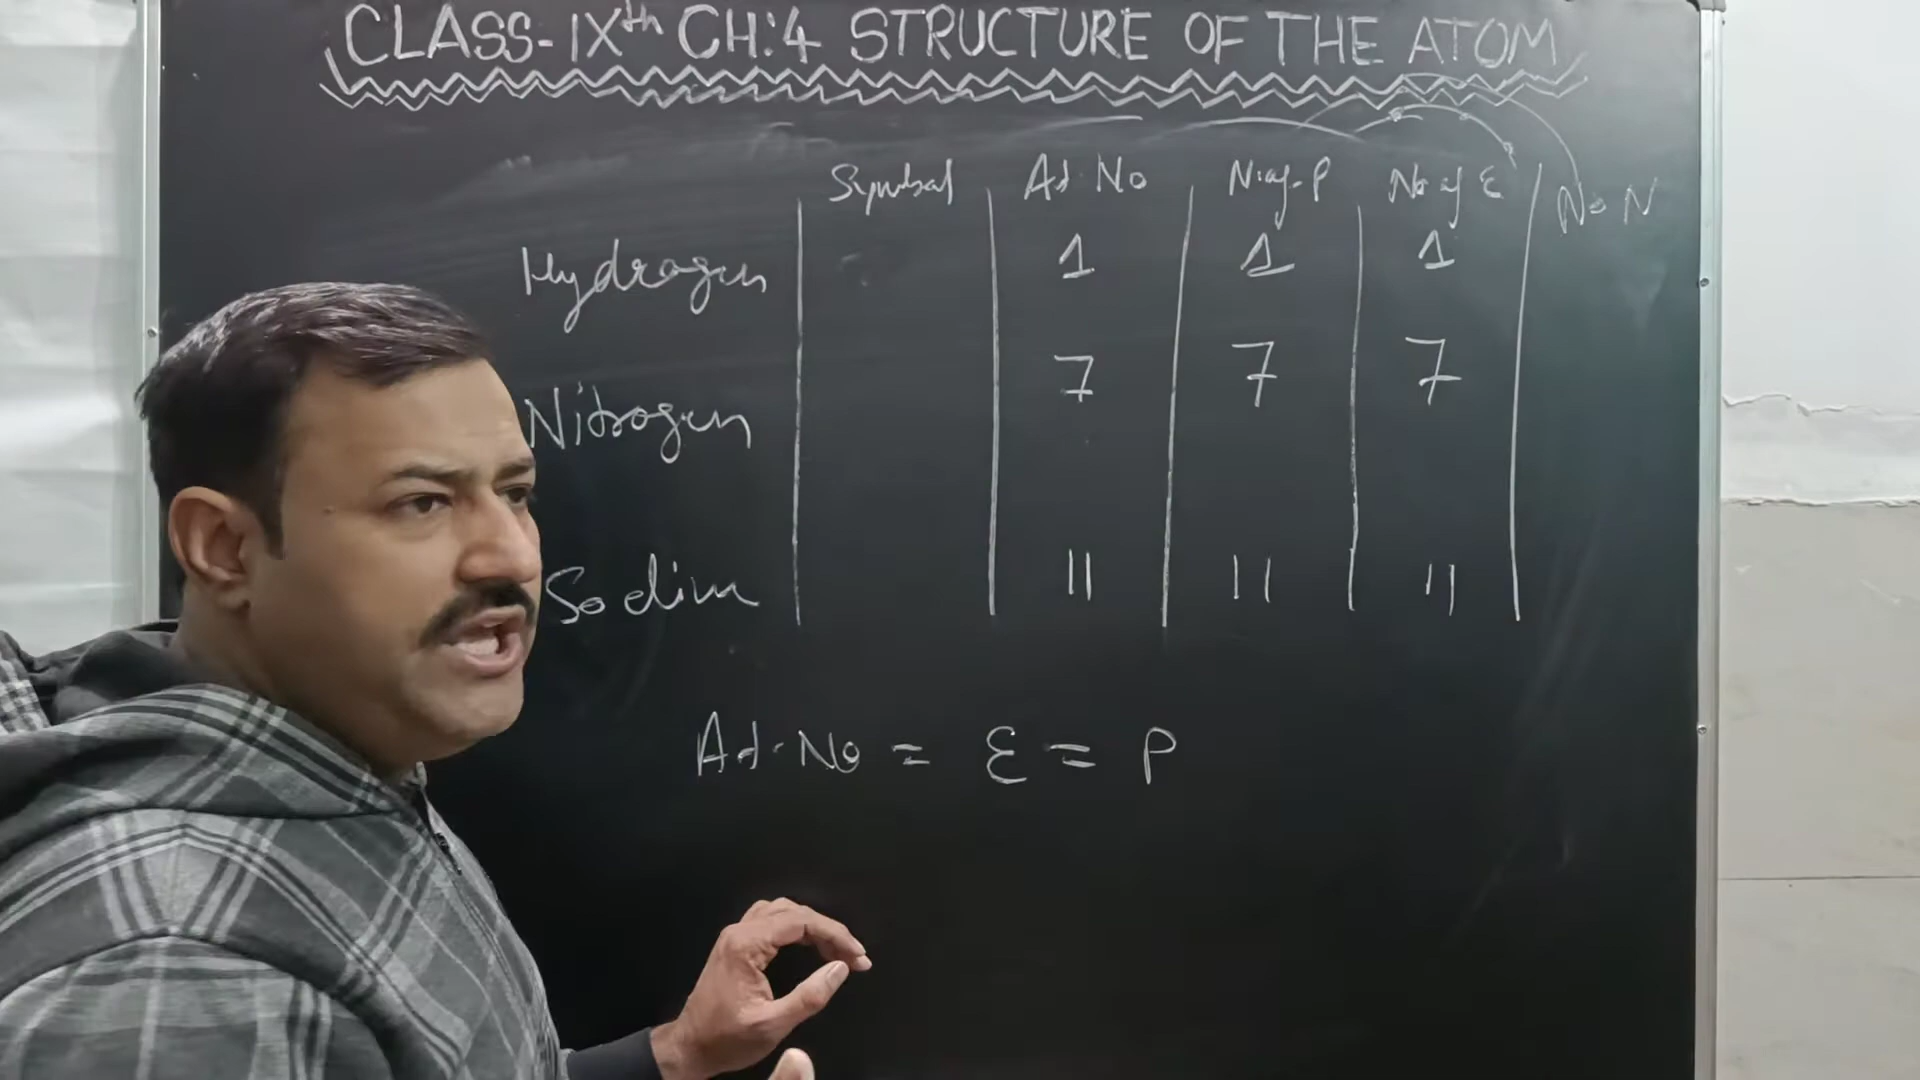 CLASS-IXth CH:4 STRUCTURE OF THE ATOM
Symbol At. No No of P No of E No N
Hydrogen 1 1 1
Nitrogen 7 7 7
Sodium 11 11 11
At. No = E = P